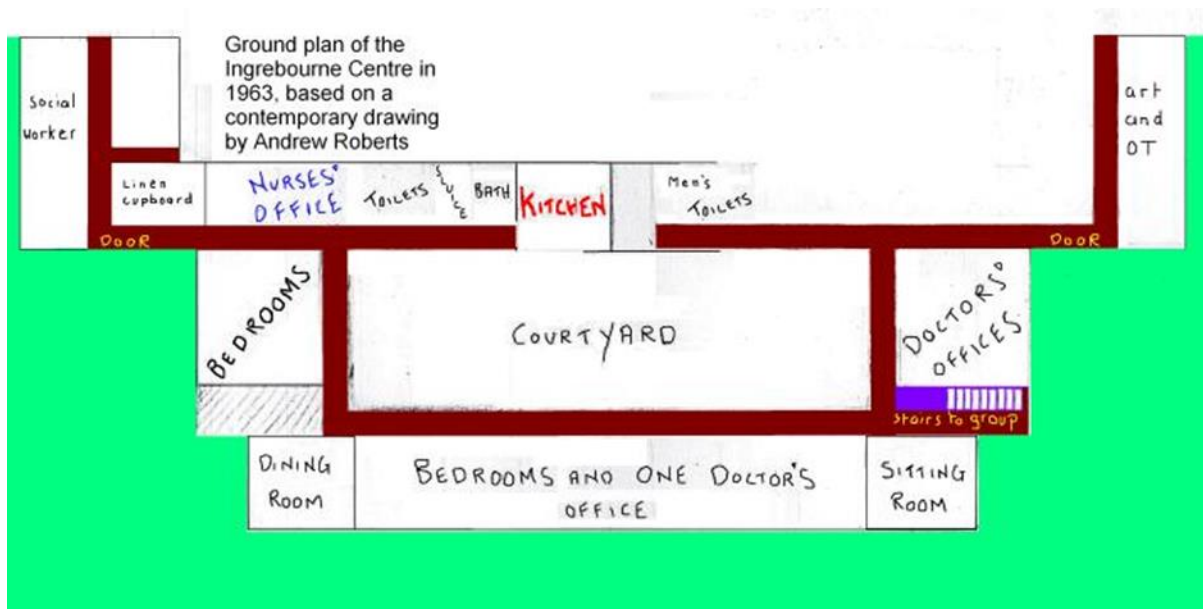 Ground plan of the
Ingrebourne Centre in
1963, based on a
contemporary drawing
by Andrew Roberts
Social
Worker
art
and
OT
Linen
cupboard
NURSES'
OFFICE
TOILETS
SLUICE
BATH
KITCHEN
Men's
TOILETS
DOOR
DOOR
BEDROOMS
COURTYARD
DOCTORS'
OFFICES
Stairs to group
DINING
ROOM
BEDROOMS AND ONE DOCTOR'S
OFFICE
SITTING
ROOM